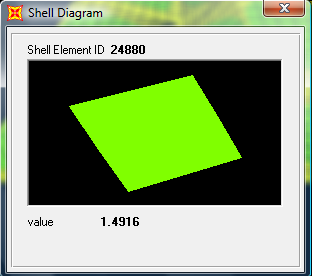 Shell Diagram
Shell Element ID 24880
value 1.4916